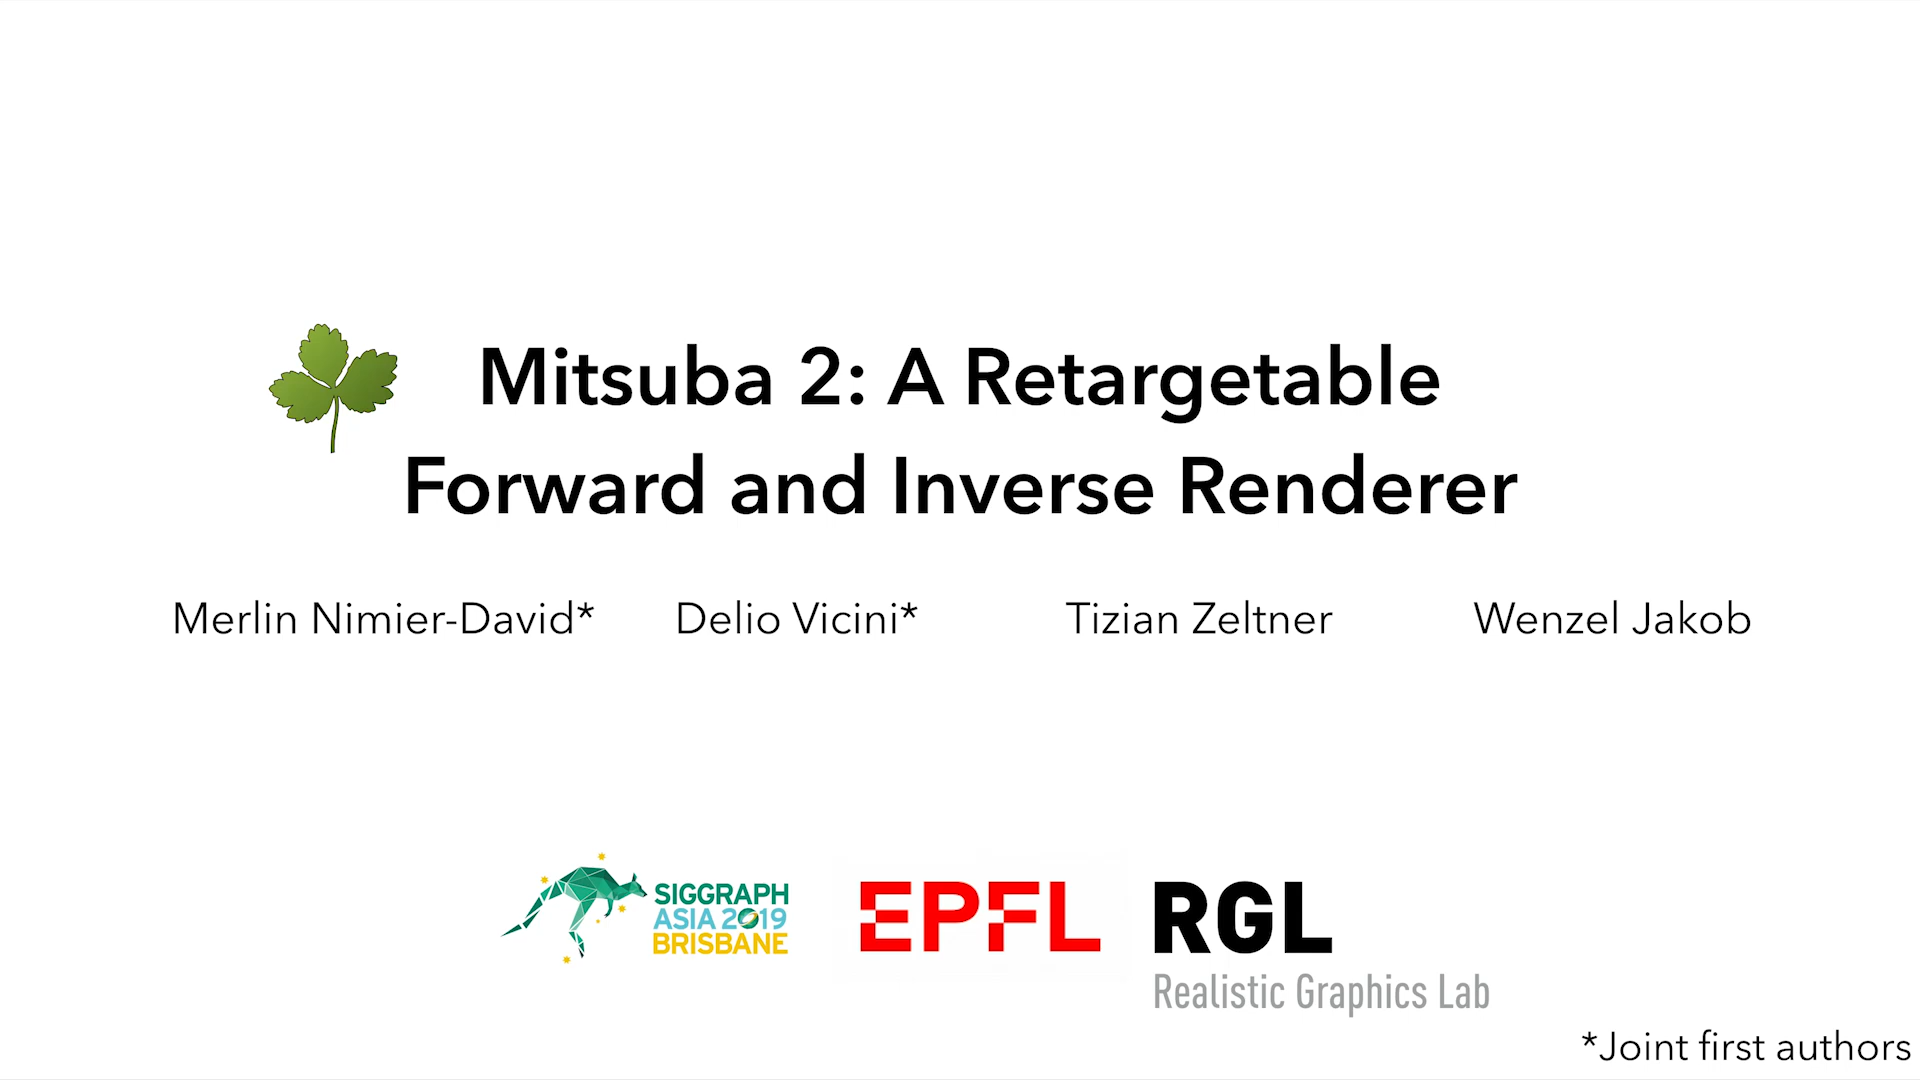 Mitsuba 2: A Retargetable
Forward and Inverse Renderer
Merlin Nimier-David* Delio Vicini* Tizian Zeltner Wenzel Jakob
SIGGRAPH
ASIA 2019
BRISBANE
EPFL
RGL
Realistic Graphics Lab
*Joint first authors